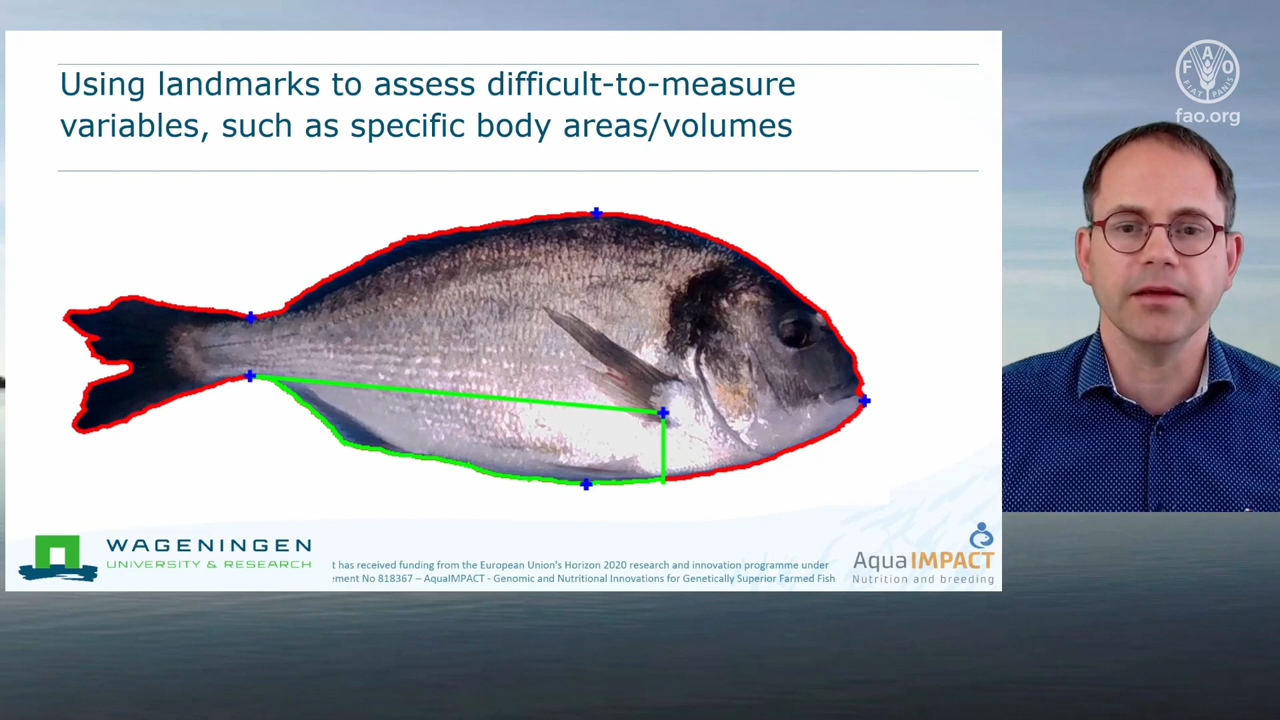 Using landmarks to assess difficult-to-measure
variables, such as specific body areas/volumes
F A O
FIAT PANIS
fao.org
WAGENINGEN
UNIVERSITY & RESEARCH
t has received funding from the European Union's Horizon 2020 research and innovation programme under
ement No 818367 – AquaIMPACT - Genomic and Nutritional Innovations for Genetically Superior Farmed Fish
AquaIMPACT
Nutrition and breeding